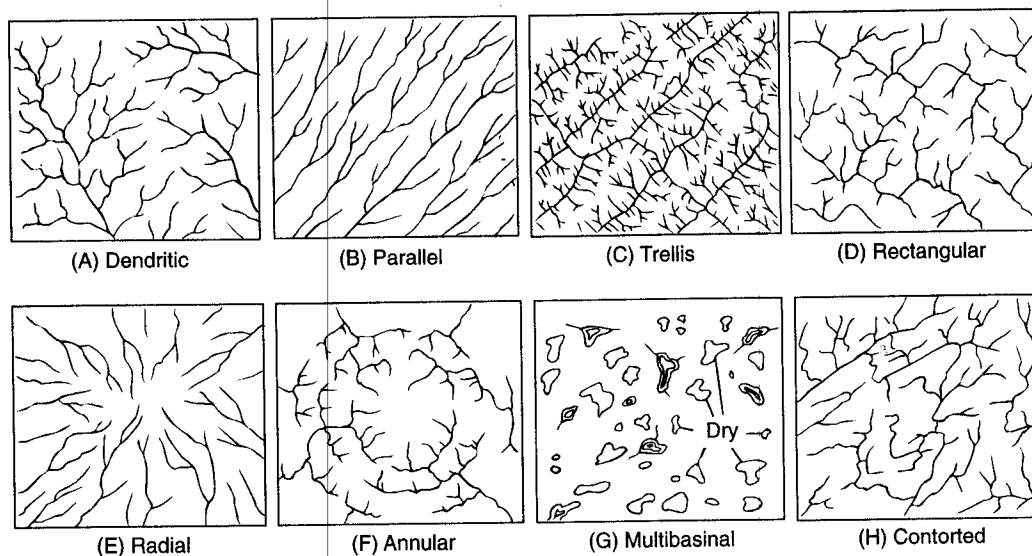 (A) Dendritic
(B) Parallel
(C) Trellis
(D) Rectangular
Dry
(E) Radial
(F) Annular
(G) Multibasinal
(H) Contorted